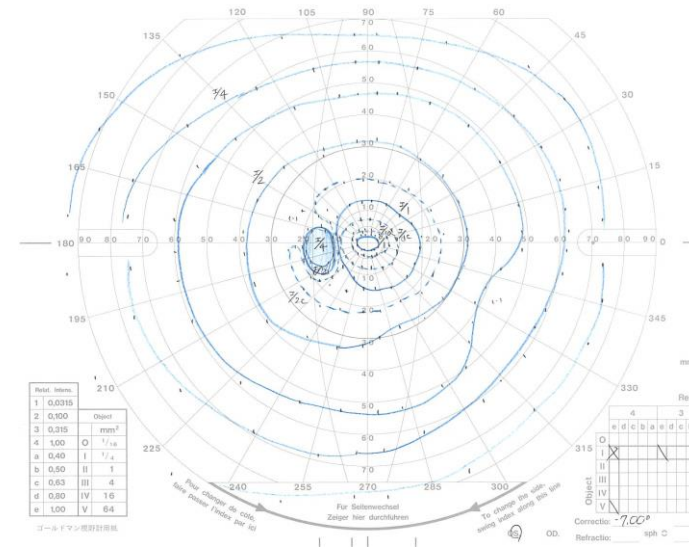 120 105 90 75 60
135 70 45
60
150 50 30
40
165 30 15
20
10
180 90 80 70 60 50 40 30 20 10 10 20 30 40 50 60 70 80 90 0
10
195 20 345
30
210 40 330
50
225 60 315
70
240 255 270 285 300
I/4
I/2
I/1
I/4
I/2c
Relat. Intens.
1 0,0315
2 0,100 Object
3 0,315 mm²
4 1,00 O 1/16
a 0,40 I 1/4
b 0,50 II 1
c 0,63 III 4
d 0,80 IV 16
e 1,00 V 64
ゴールドマン視野計用紙
Pour changer de côté,
faire passer l'index par ici
Für Seitenwechsel
Zeiger hier durchführen
To change the side,
swing index along this line
OS OD.
mm
Re
4 3
e d c b a e d c b
Object
O
I
II
III
IV
V
Correctio: -7.00°
Refractio: sph